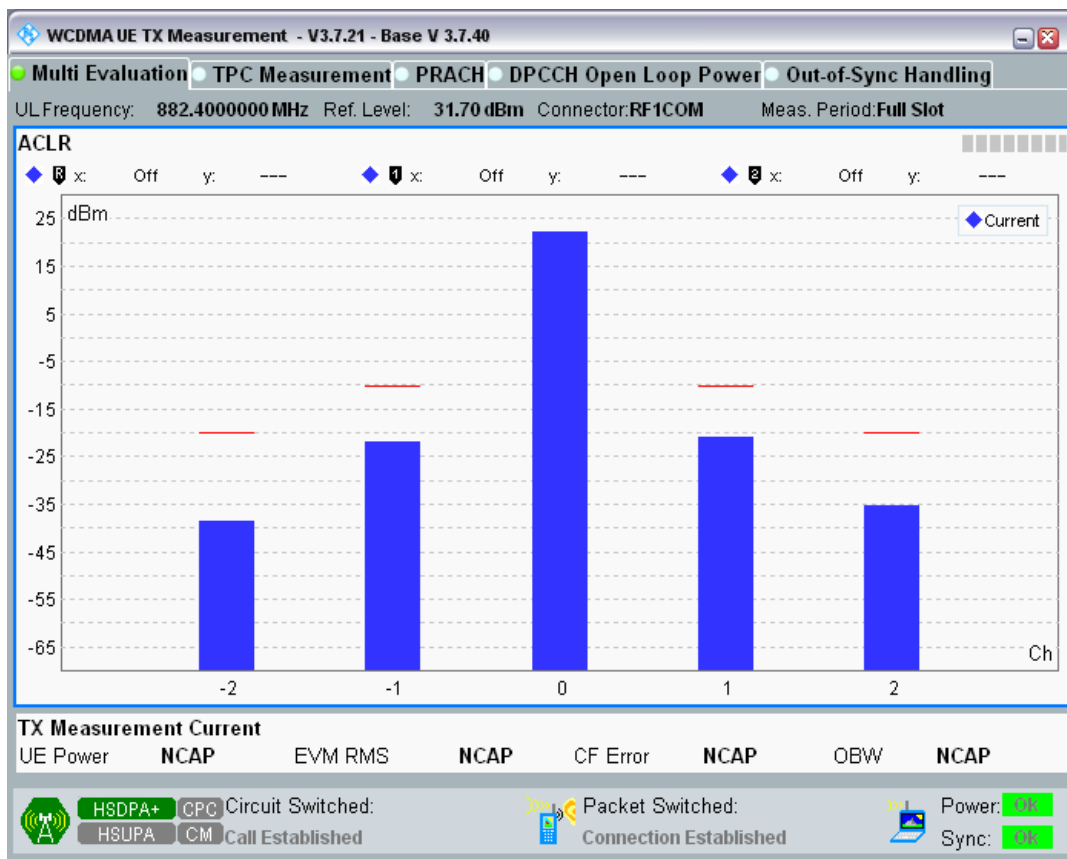 WCDMA UE TX Measurement - V3.7.21 - Base V 3.7.40
Multi Evaluation TPC Measurement PRACH DPCCH Open Loop Power Out-of-Sync Handling
UL Frequency: 882.4000000 MHz Ref. Level: 31.70 dBm Connector:RF1COM Meas. Period:Full Slot
ACLR
R x: Off y: --- 1 x: Off y: --- 2 x: Off y: ---
dBm
Current
25
15
5
-5
-15
-25
-35
-45
-55
-65
Ch
-2 -1 0 1 2
TX Measurement Current
UE Power NCAP EVM RMS NCAP CF Error NCAP OBW NCAP
HSDPA+ CPC Circuit Switched: Packet Switched: Power: OK
HSUPA CM Call Established Connection Established Sync: OK